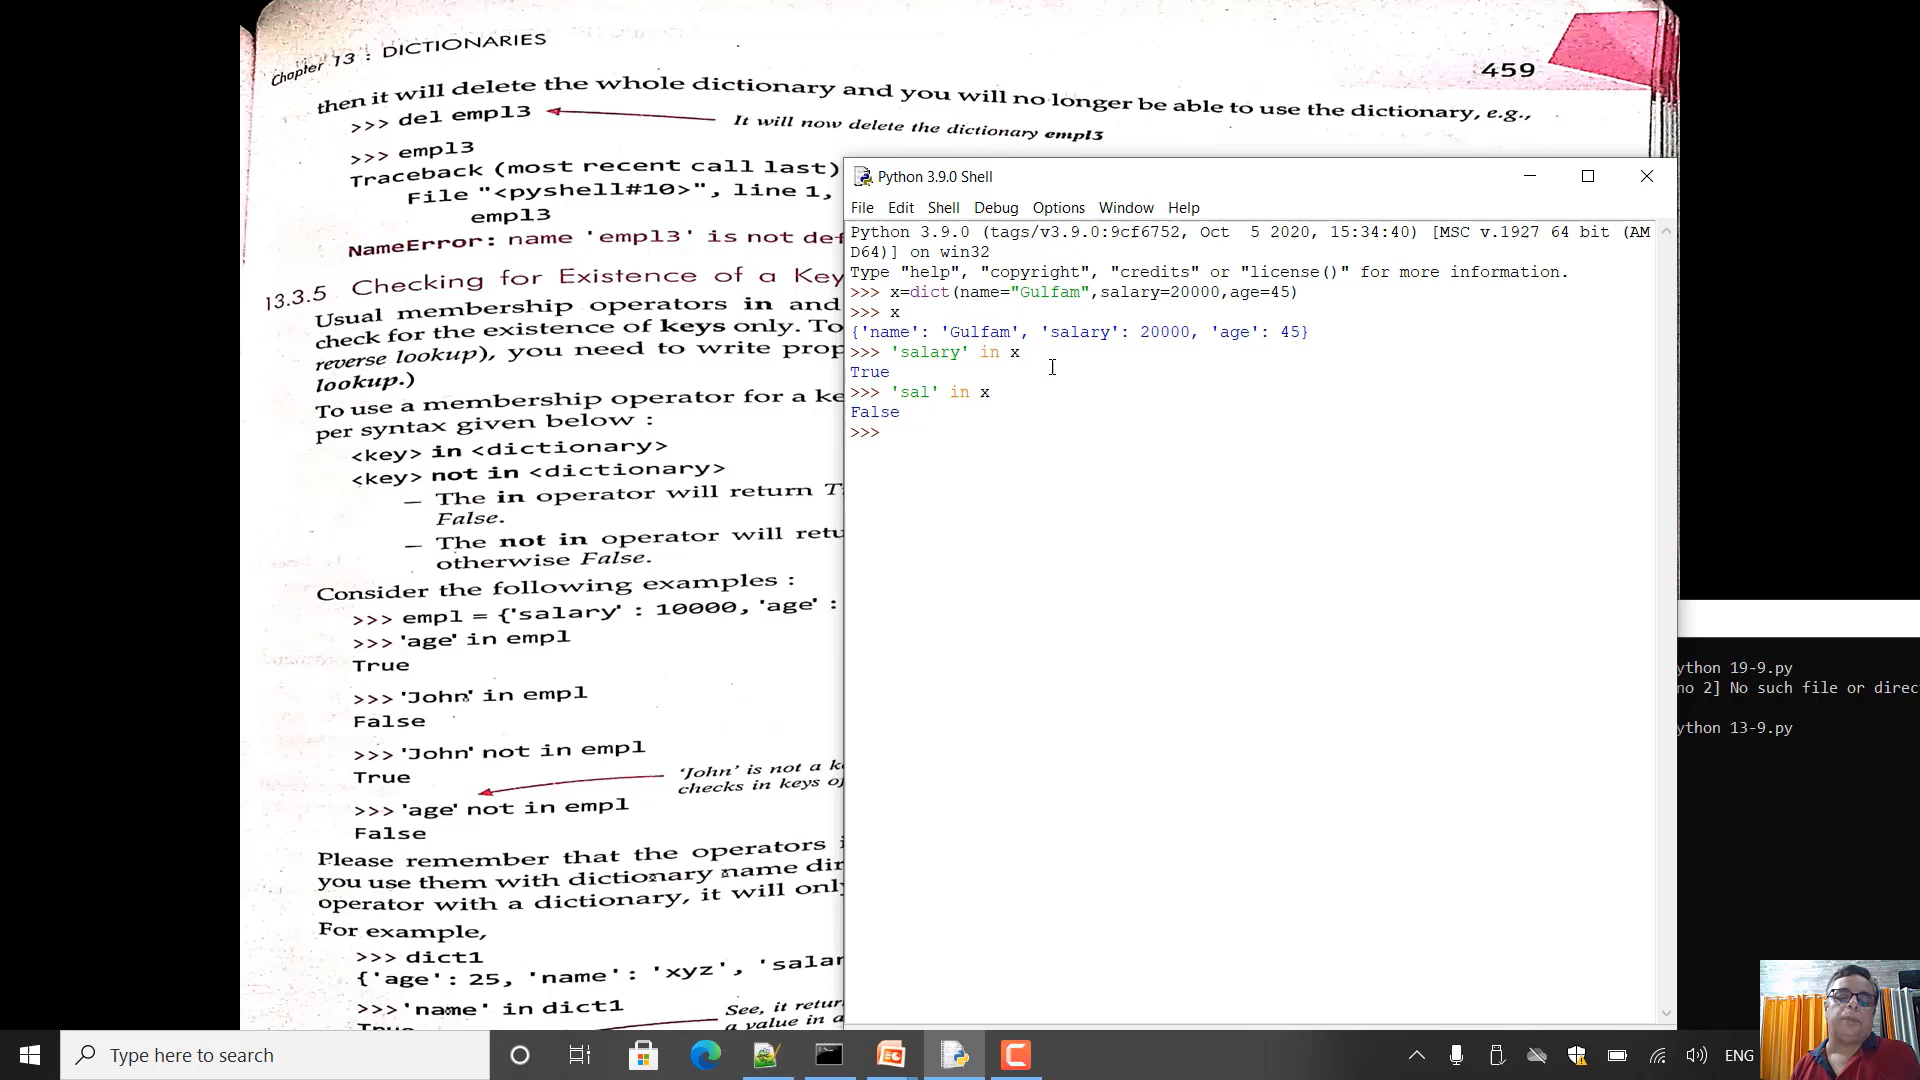 Chapter 13 : DICTIONARIES
459
then it will delete the whole dictionary and you will no longer be able to use the dictionary, e.g.,
>>> del empl3
It will now delete the dictionary empl3
>>> empl3
Traceback (most recent call last)
File "<pyshell#10>", line 1,
empl3
NameError: name 'empl3' is not def
13.3.5 Checking for Existence of a Key
Usual membership operators in and
check for the existence of keys only. To
reverse lookup), you need to write prop
lookup.)
To use a membership operator for a ke
per syntax given below :
<key> in <dictionary>
<key> not in <dictionary>
— The in operator will return T
False.
— The not in operator will retu
otherwise False.
Consider the following examples :
>>> empl = {'salary' : 10000, 'age' :
>>> 'age' in empl
True
>>> 'John' in empl
False
>>> 'John' not in empl
True
'John' is not a k
checks in keys of
>>> 'age' not in empl
False
Please remember that the operators i
you use them with dictionary name dir
operator with a dictionary, it will only
For example,
>>> dict1
{'age': 25, 'name': 'xyz', 'salar
>>> 'name' in dict1
See, it retur
a value in a
True
Python 3.9.0 Shell
File Edit Shell Debug Options Window Help
Python 3.9.0 (tags/v3.9.0:9cf6752, Oct  5 2020, 15:34:40) [MSC v.1927 64 bit (AM
D64)] on win32
Type "help", "copyright", "credits" or "license()" for more information.
>>> x=dict(name="Gulfam",salary=20000,age=45)
>>> x
{'name': 'Gulfam', 'salary': 20000, 'age': 45}
>>> 'salary' in x
True
>>> 'sal' in x
False
>>>
ython 19-9.py
no 2] No such file or direc
ython 13-9.py
Type here to search
ENG